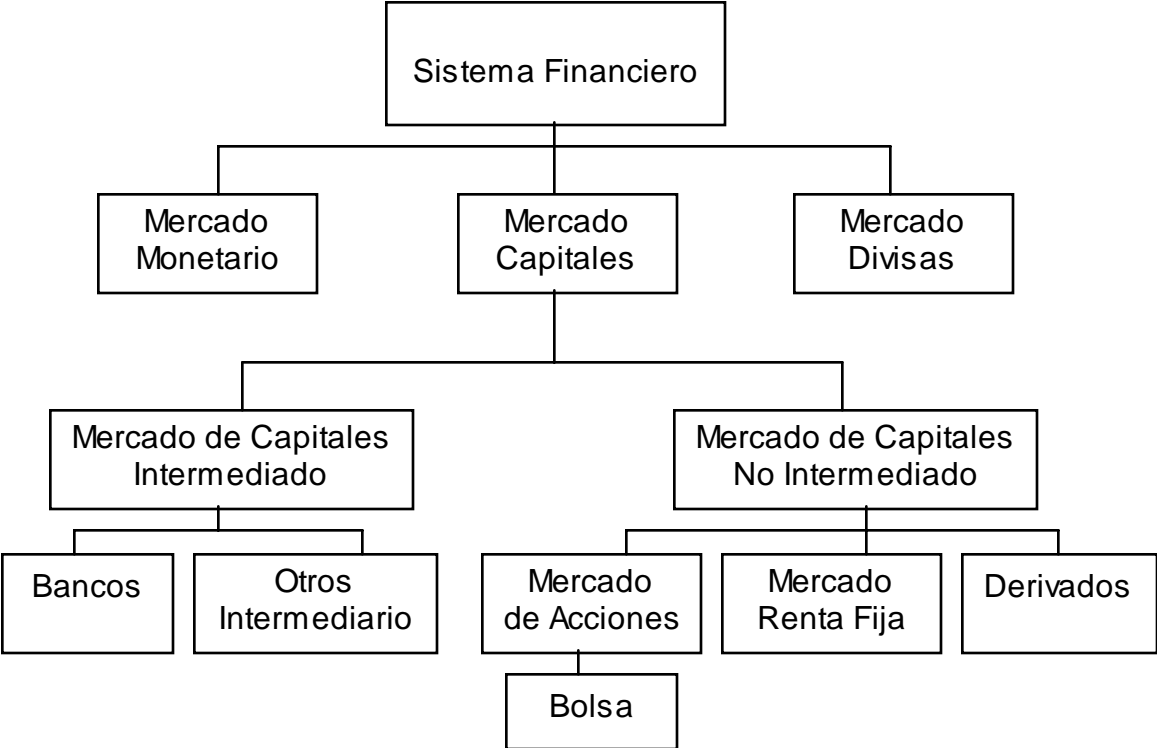 Sistema Financiero
Mercado
Monetario
Mercado
Capitales
Mercado
Divisas
Mercado de Capitales
Intermediado
Mercado de Capitales
No Intermediado
Bancos
Otros
Intermediario
Mercado
de Acciones
Mercado
Renta Fija
Derivados
Bolsa